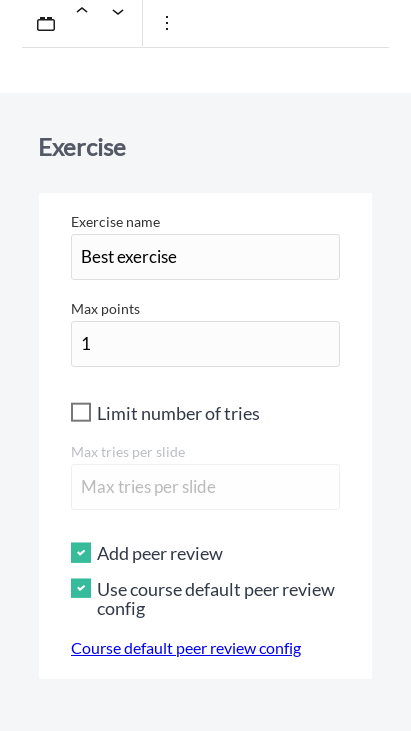 Exercise
Exercise name
Best exercise
Max points
1
Limit number of tries
Max tries per slide
Max tries per slide
Add peer review
Use course default peer review
config
Course default peer review config